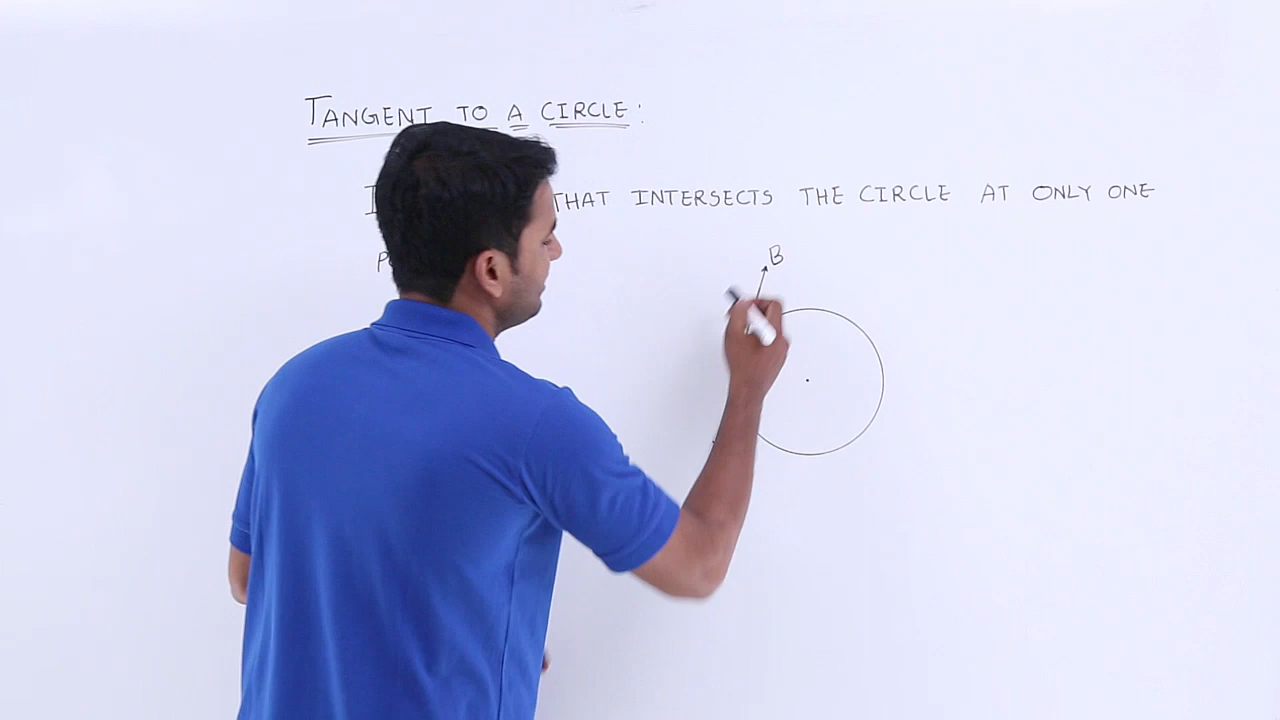 TANGENT TO A CIRCLE:
THAT INTERSECTS THE CIRCLE AT ONLY ONE
B